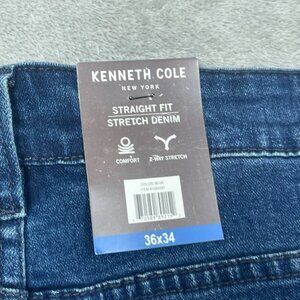 KENNETH COLE
NEW YORK
STRAIGHT FIT
STRETCH DENIM
COMFORT
2-WAY STRETCH
36x34